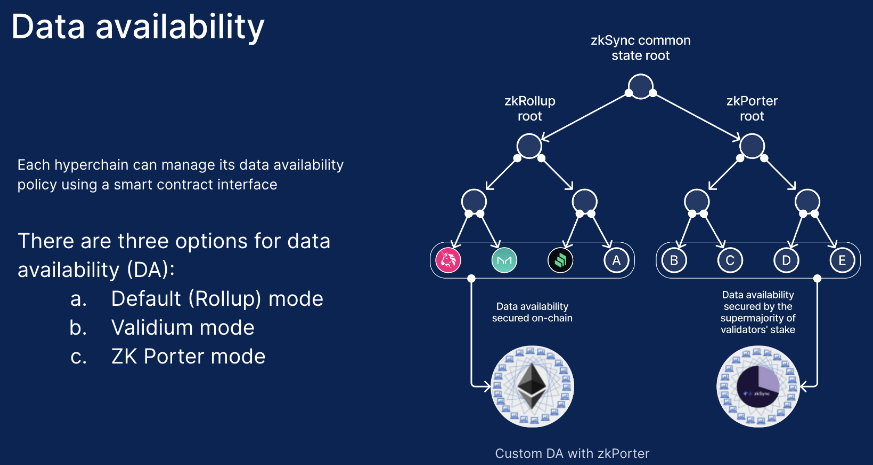 Data availability
Each hyperchain can manage its data availability
policy using a smart contract interface
There are three options for data
availability (DA):
a. Default (Rollup) mode
b. Validium mode
c. ZK Porter mode
zkSync common
state root
zkRollup
root
zkPorter
root
A
B
C
D
E
Data availability
secured on-chain
Data availability
secured by the
supermajority of
validators' stake
zkSync
Custom DA with zkPorter